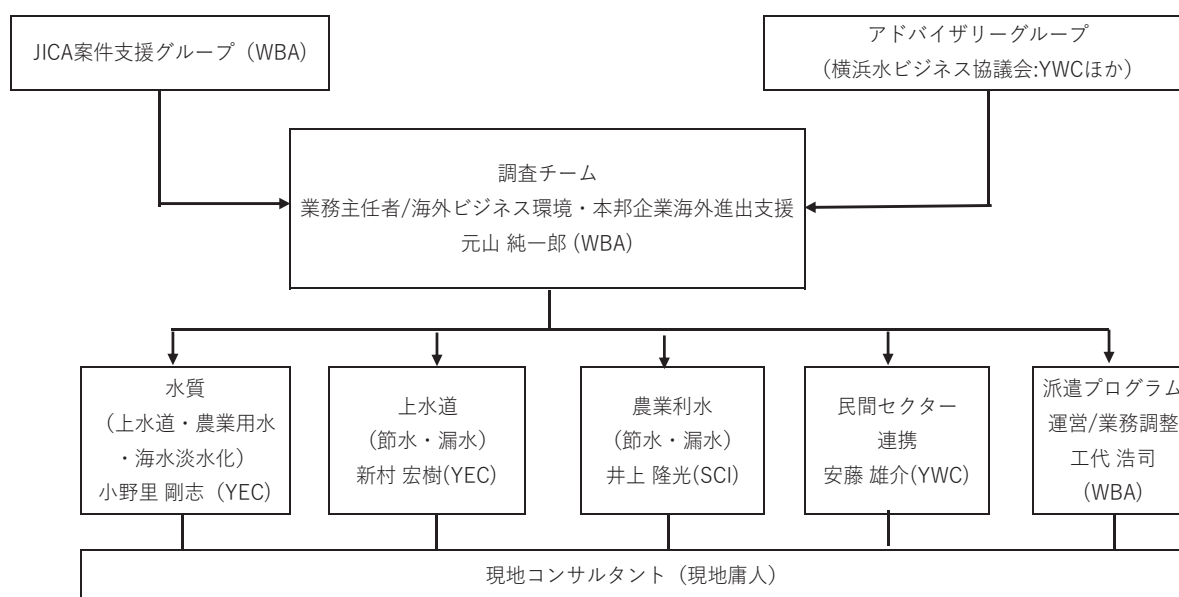 JICA案件支援グループ（WBA）
アドバイザリーグループ
（横浜水ビジネス協議会:YWCほか）
調査チーム
業務主任者/海外ビジネス環境・本邦企業海外進出支援
元山 純一郎 (WBA)
水質
（上水道・農業用水
・海水淡水化）
小野里 剛志（YEC）
上水道
（節水・漏水）
新村 宏樹(YEC)
農業利水
（節水・漏水）
井上 隆光(SCI)
民間セクター
連携
安藤 雄介(YWC)
派遣プログラム
運営/業務調整
工代 浩司
(WBA)
現地コンサルタント（現地庸人）